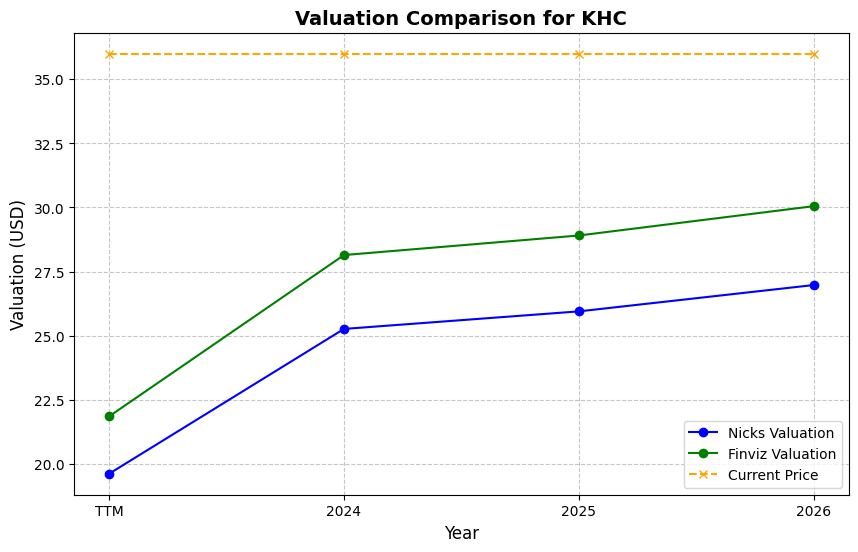 Valuation Comparison for KHC
Valuation (USD)
35.0
32.5
30.0
27.5
25.0
22.5
20.0
TTM
2024
2025
2026
Year
Nicks Valuation
Finviz Valuation
Current Price